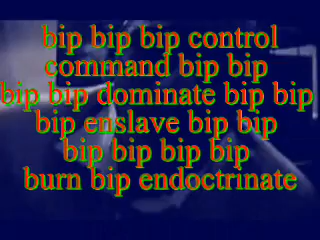 bip bip bip control
command bip bip
bip bip dominate bip bip
bip enslave bip bip
bip bip bip bip
burn bip endoctrinate